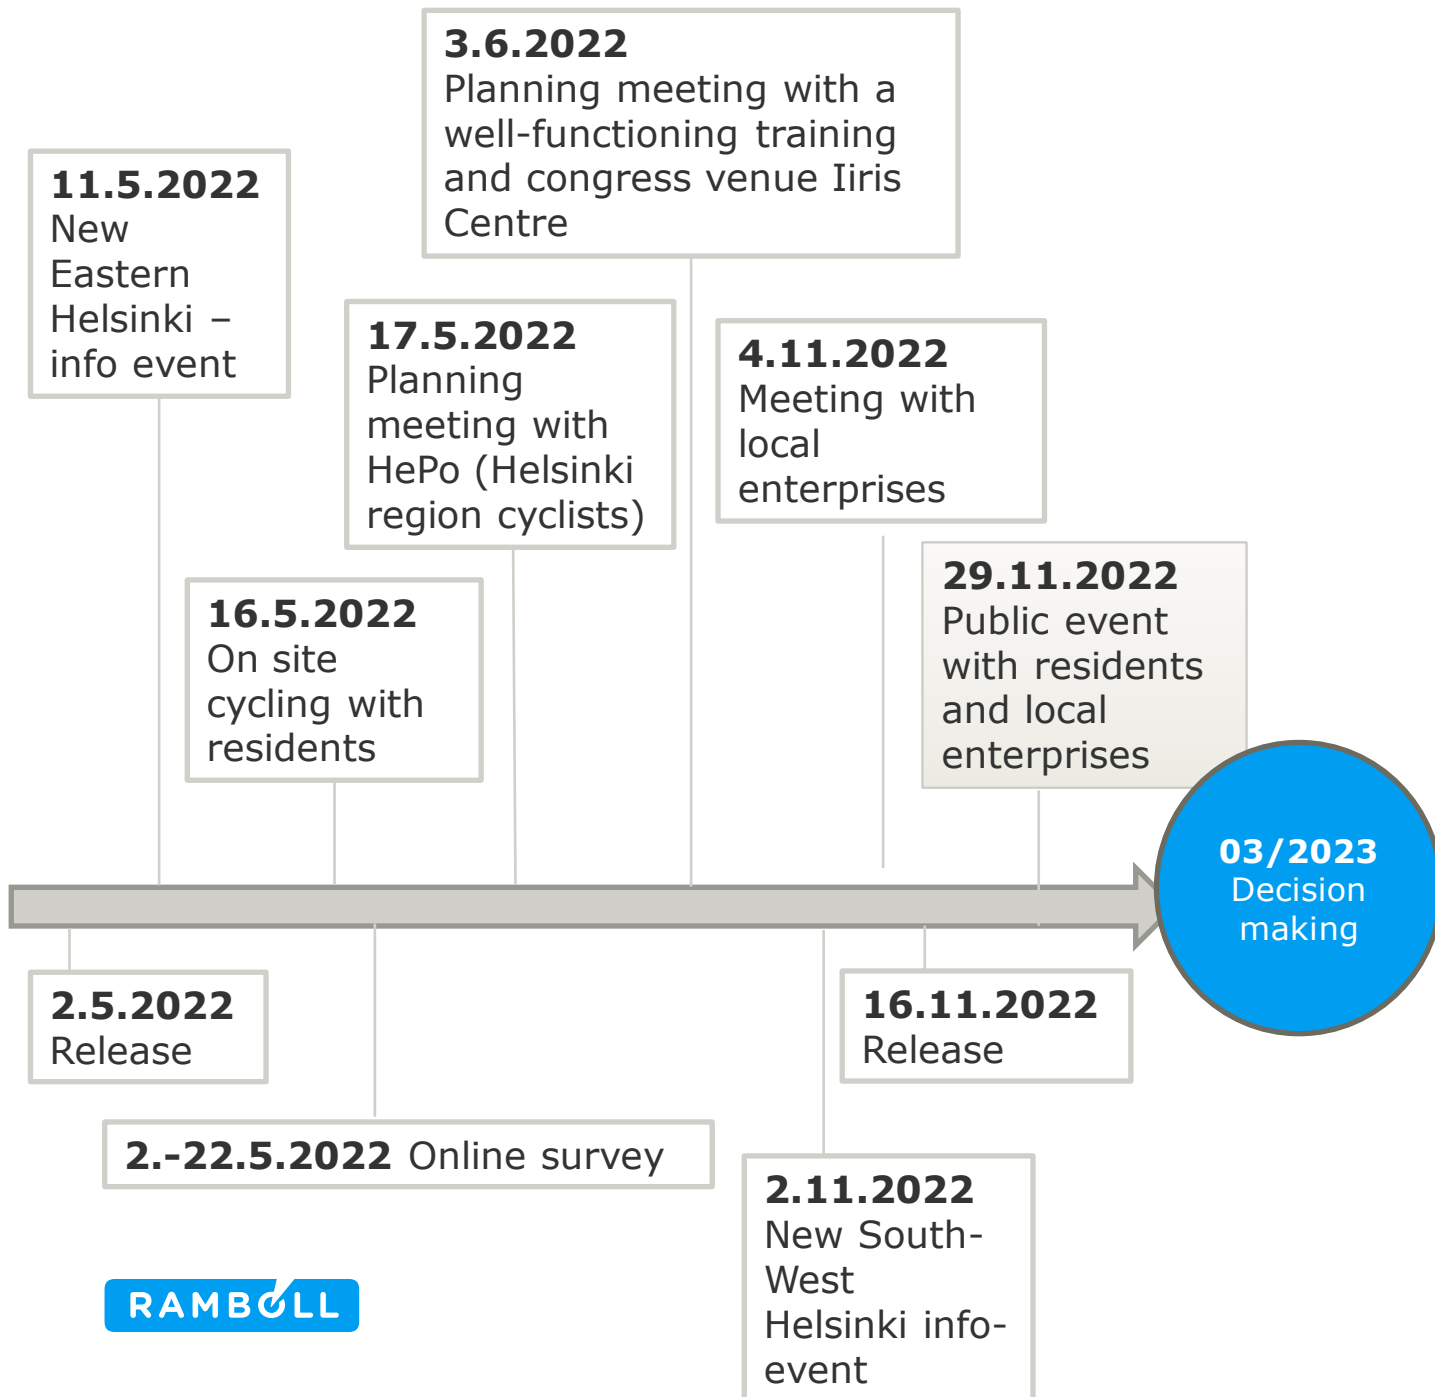 3.6.2022
Planning meeting with a
well-functioning training
and congress venue Iiris
Centre
11.5.2022
New
Eastern
Helsinki –
info event
17.5.2022
Planning
meeting with
HePo (Helsinki
region cyclists)
4.11.2022
Meeting with
local
enterprises
16.5.2022
On site
cycling with
residents
29.11.2022
Public event
with residents
and local
enterprises
03/2023
Decision
making
2.5.2022
Release
16.11.2022
Release
2.-22.5.2022 Online survey
2.11.2022
New South-
West
Helsinki info-
event
RAMBOLL